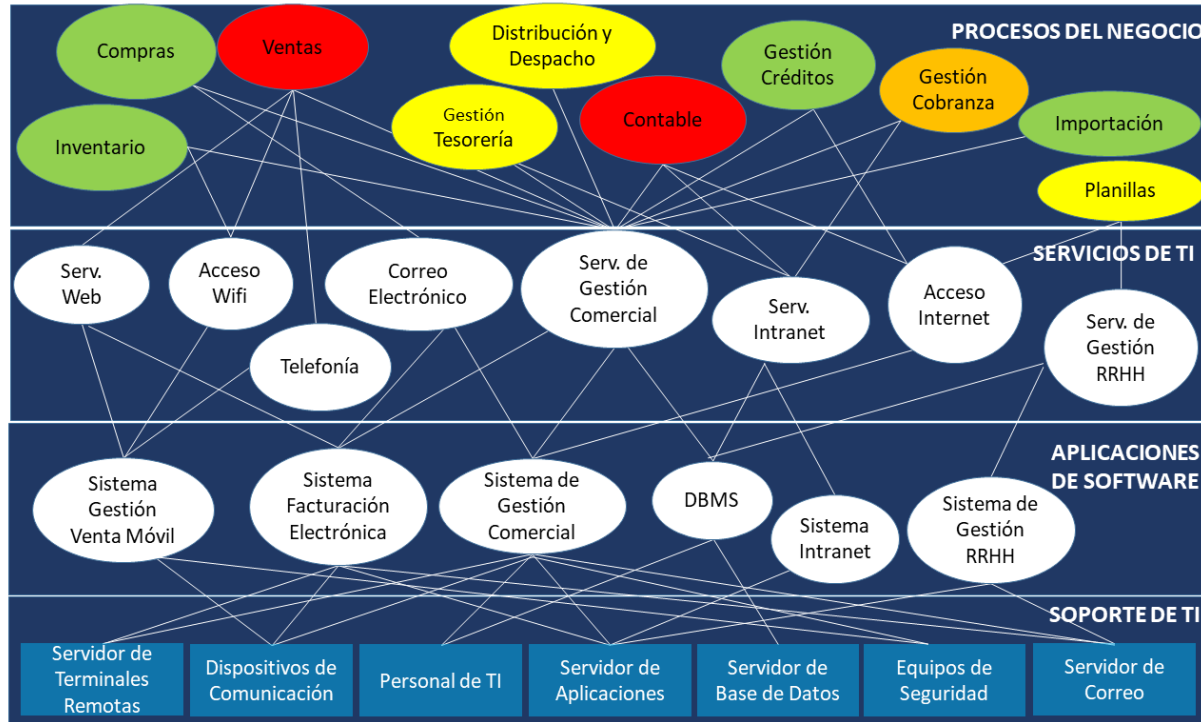 PROCESOS DEL NEGOCIO
Compras
Ventas
Distribución y
Despacho
Gestión
Créditos
Gestión
Cobranza
Inventario
Gestión
Tesorería
Contable
Importación
Planillas
SERVICIOS DE TI
Serv.
Web
Acceso
Wifi
Correo
Electrónico
Serv. de
Gestión
Comercial
Serv.
Intranet
Acceso
Internet
Serv. de
Gestión
RRHH
Telefonía
APLICACIONES
DE SOFTWARE
Sistema
Gestión
Venta Móvil
Sistema
Facturación
Electrónica
Sistema de
Gestión
Comercial
DBMS
Sistema
Intranet
Sistema de
Gestión
RRHH
SOPORTE DE TI
Servidor de
Terminales
Remotas
Dispositivos de
Comunicación
Personal de TI
Servidor de
Aplicaciones
Servidor de
Base de Datos
Equipos de
Seguridad
Servidor de
Correo